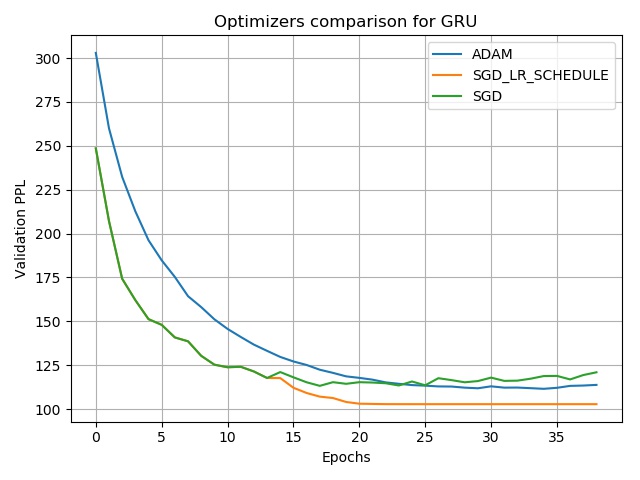 Optimizers comparison for GRU
ADAM
SGD_LR_SCHEDULE
SGD
Validation PPL
300
275
250
225
200
175
150
125
100
0 5 10 15 20 25 30 35
Epochs